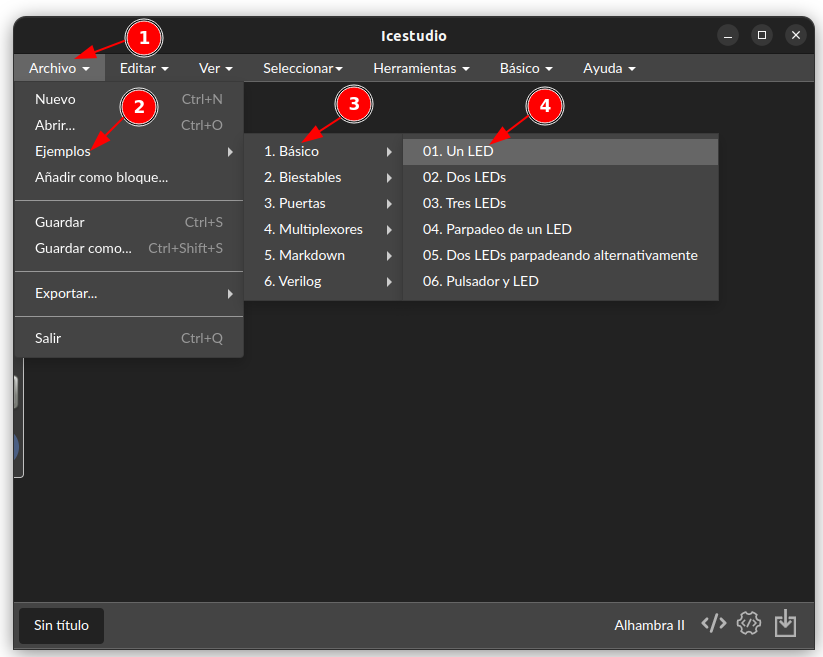 Icestudio
1
Archivo Editar Ver Seleccionar Herramientas Básico Ayuda
Nuevo Ctrl+N
2
Abrir... Ctrl+O
Ejemplos
Añadir como bloque...
Guardar Ctrl+S
Guardar como... Ctrl+Shift+S
Exportar...
Salir Ctrl+Q
3
1. Básico
2. Biestables
3. Puertas
4. Multiplexores
5. Markdown
6. Verilog
4
01. Un LED
02. Dos LEDs
03. Tres LEDs
04. Parpadeo de un LED
05. Dos LEDs parpadeando alternativamente
06. Pulsador y LED
Sin título
Alhambra II